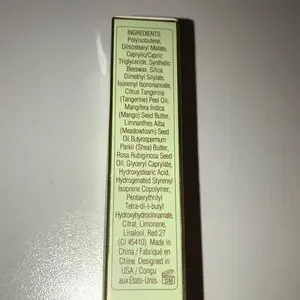 INGREDIENTS:
Polyisobutene,
Diisostearyl Malate,
Caprylic/Capric
Triglyceride, Synthetic
Beeswax, Silica
Dimethyl Silylate,
Isononyl Isononanoate,
Citrus Tangerina
(Tangerine) Peel Oil,
Mangifera Indica
(Mango) Seed Butter,
Limnanthes Alba
(Meadowfoam) Seed
Oil, Butyrospermum
Parkii (Shea) Butter,
Rosa Rubiginosa Seed
Oil, Glyceryl Caprylate,
Hydroxystearic Acid,
Hydrogenated Styrene/
Isoprene Copolymer,
Pentaerythrityl
Tetra-di-t-butyl
Hydroxyhydrocinnamate,
Citral, Limonene,
Linalool, Red 27
(CI 45410). Made in
China / Fabriqué en
Chine. Designed in
USA / Conçu
aux États-Unis.
12M